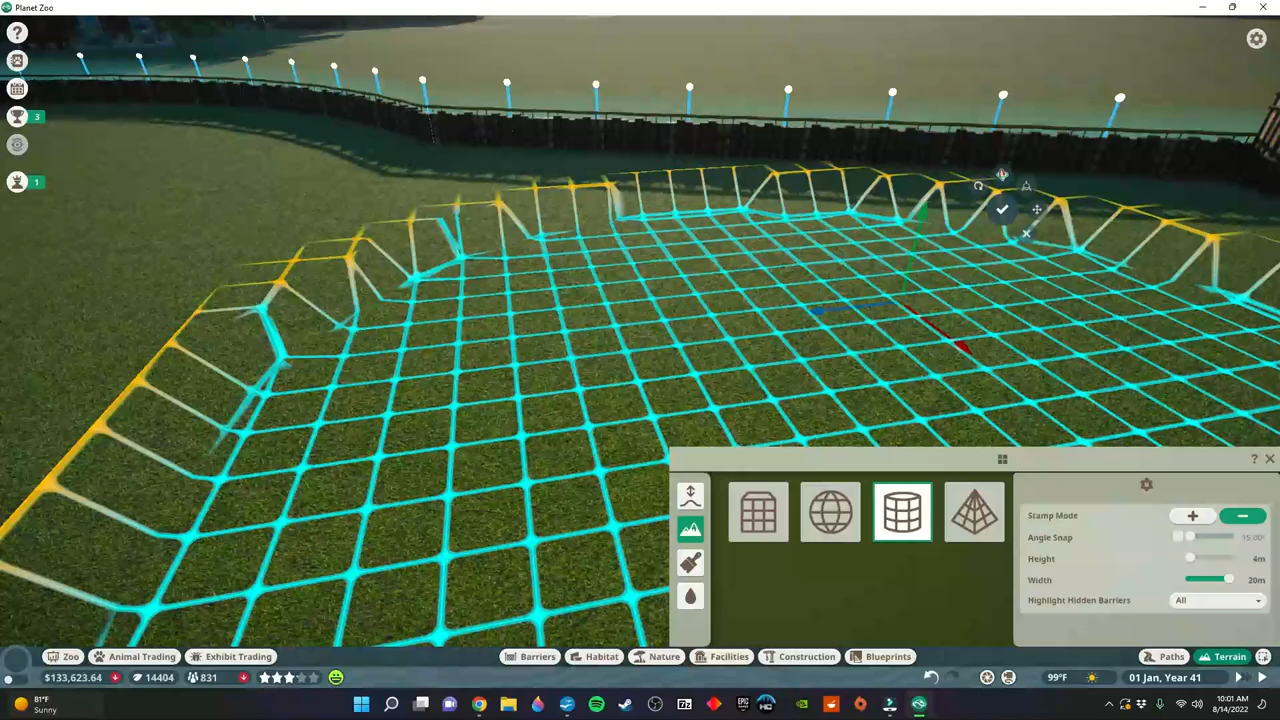 Planet Zoo
3
1
Stamp Mode
Angle Snap 15.00°
Height 4m
Width 20m
Highlight Hidden Barriers All
Zoo Animal Trading Exhibit Trading Barriers Habitat Nature Facilities Construction Blueprints Paths Terrain
$133,623.64 14404 831 99°F 01 Jan, Year 41
81°F
Sunny
10:01 AM
8/14/2022